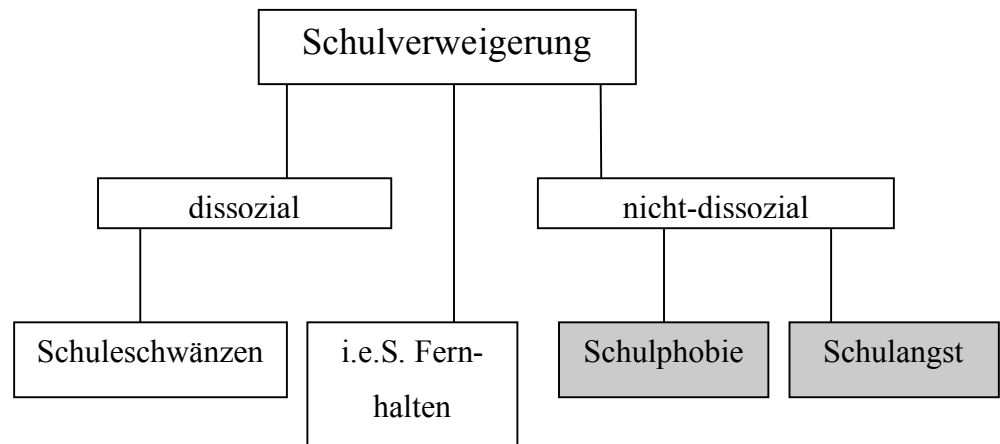 Schulverweigerung
dissozial
nicht-dissozial
Schuleschwänzen
i.e.S. Fern-
halten
Schulphobie
Schulangst